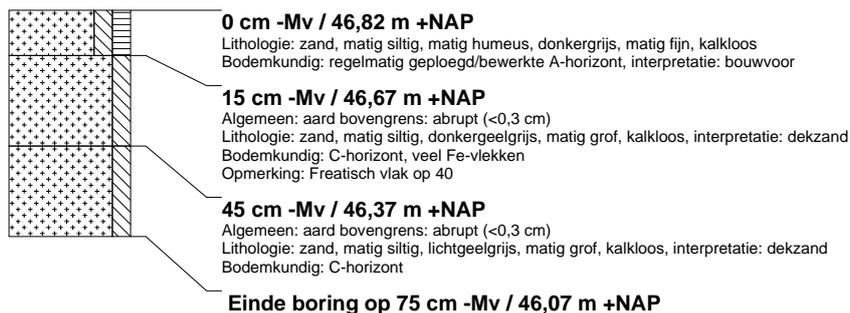 0 cm -Mv / 46,82 m +NAP
Lithologie: zand, matig siltig, matig humeus, donkergrijs, matig fijn, kalkloos
Bodemkundig: regelmatig geploegd/bewerkte A-horizont, interpretatie: bouwvoor
15 cm -Mv / 46,67 m +NAP
Algemeen: aard bovengrens: abrupt (<0,3 cm)
Lithologie: zand, matig siltig, donkergeelgrijs, matig grof, kalkloos, interpretatie: dekzand
Bodemkundig: C-horizont, veel Fe-vlekken
Opmerking: Freatisch vlak op 40
45 cm -Mv / 46,37 m +NAP
Algemeen: aard bovengrens: abrupt (<0,3 cm)
Lithologie: zand, matig siltig, lichtgeelgrijs, matig grof, kalkloos, interpretatie: dekzand
Bodemkundig: C-horizont
Einde boring op 75 cm -Mv / 46,07 m +NAP